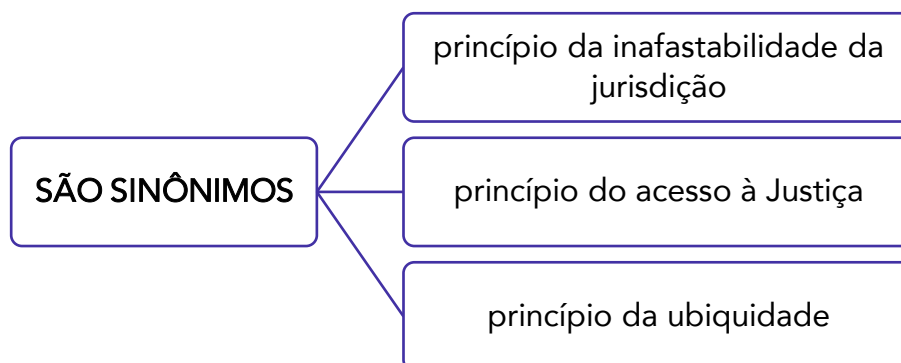 princípio da inafastabilidade da
jurisdição
SÃO SINÔNIMOS
princípio do acesso à Justiça
princípio da ubiquidade